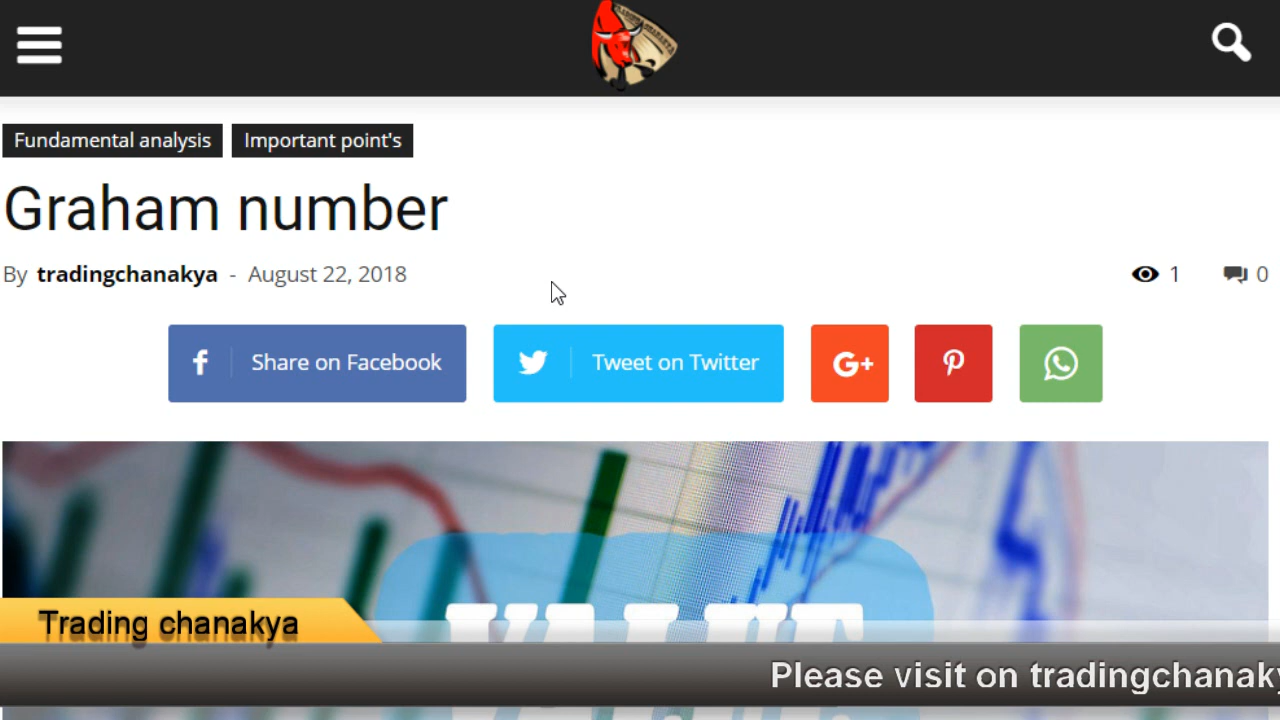 Fundamental analysis Important point's
Graham number
By tradingchanakya - August 22, 2018 1 0
Share on Facebook Tweet on Twitter G+
VALUE
Trading chanakya
Please visit on tradingchanaky